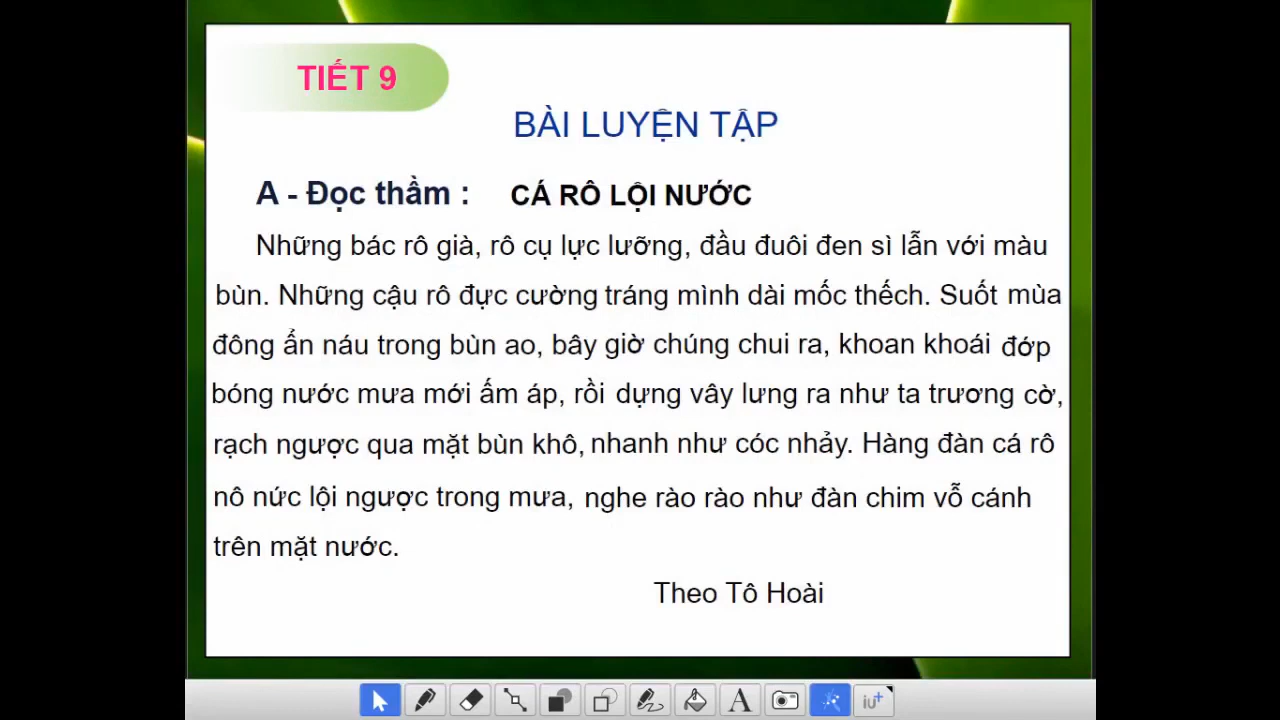 TIẾT 9
BÀI LUYỆN TẬP
A - Đọc thầm : CÁ RÔ LỘI NƯỚC
Những bác rô già, rô cụ lực lưỡng, đầu đuôi đen sì lẫn với màu
bùn. Những cậu rô đực cường tráng mình dài mốc thếch. Suốt mùa
đông ẩn náu trong bùn ao, bây giờ chúng chui ra, khoan khoái đớp
bóng nước mưa mới ấm áp, rồi dựng vây lưng ra như ta trương cờ,
rạch ngược qua mặt bùn khô, nhanh như cóc nhảy. Hàng đàn cá rô
nô nức lội ngược trong mưa, nghe rào rào như đàn chim vỗ cánh
trên mặt nước.
Theo Tô Hoài
A
iu+